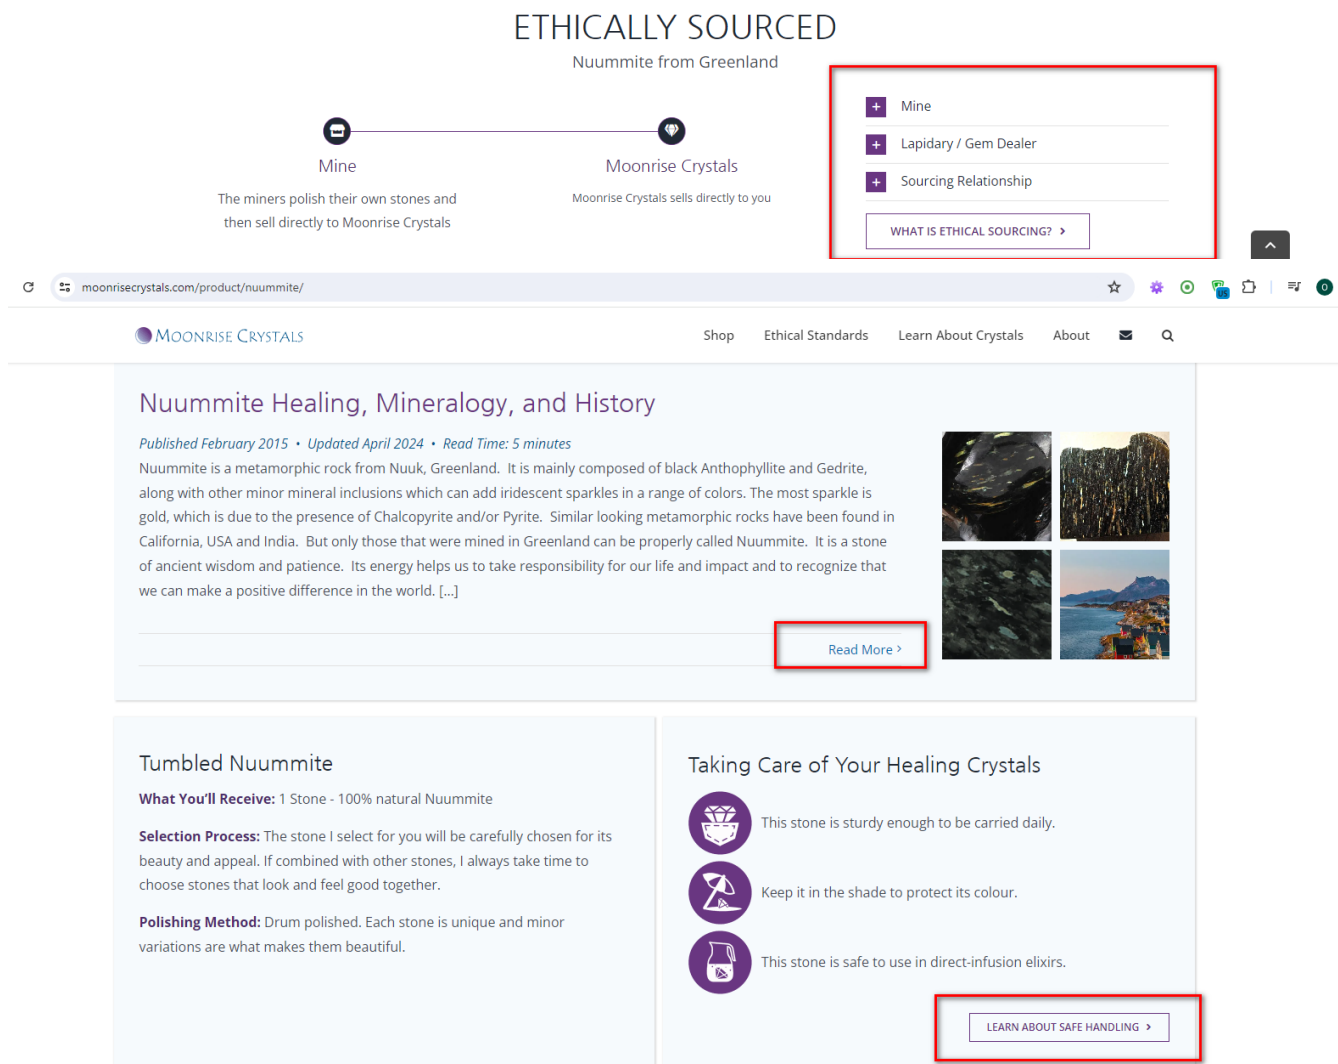 ETHICALLY SOURCED
Nuummite from Greenland
Mine
The miners polish their own stones and
then sell directly to Moonrise Crystals
Moonrise Crystals
Moonrise Crystals sells directly to you
+ Mine
+ Lapidary / Gem Dealer
+ Sourcing Relationship
WHAT IS ETHICAL SOURCING? >
moonrisecrystals.com/product/nuummite/
US
O
MOONRISE CRYSTALS
Shop Ethical Standards Learn About Crystals About
Nuummite Healing, Mineralogy, and History
Published February 2015 • Updated April 2024 • Read Time: 5 minutes
Nuummite is a metamorphic rock from Nuuk, Greenland. It is mainly composed of black Anthophyllite and Gedrite,
along with other minor mineral inclusions which can add iridescent sparkles in a range of colors. The most sparkle is
gold, which is due to the presence of Chalcopyrite and/or Pyrite. Similar looking metamorphic rocks have been found in
California, USA and India. But only those that were mined in Greenland can be properly called Nuummite. It is a stone
of ancient wisdom and patience. Its energy helps us to take responsibility for our life and impact and to recognize that
we can make a positive difference in the world. [...]
Read More >
Tumbled Nuummite
What You'll Receive: 1 Stone - 100% natural Nuummite
Selection Process: The stone I select for you will be carefully chosen for its
beauty and appeal. If combined with other stones, I always take time to
choose stones that look and feel good together.
Polishing Method: Drum polished. Each stone is unique and minor
variations are what makes them beautiful.
Taking Care of Your Healing Crystals
This stone is sturdy enough to be carried daily.
Keep it in the shade to protect its colour.
This stone is safe to use in direct-infusion elixirs.
LEARN ABOUT SAFE HANDLING >